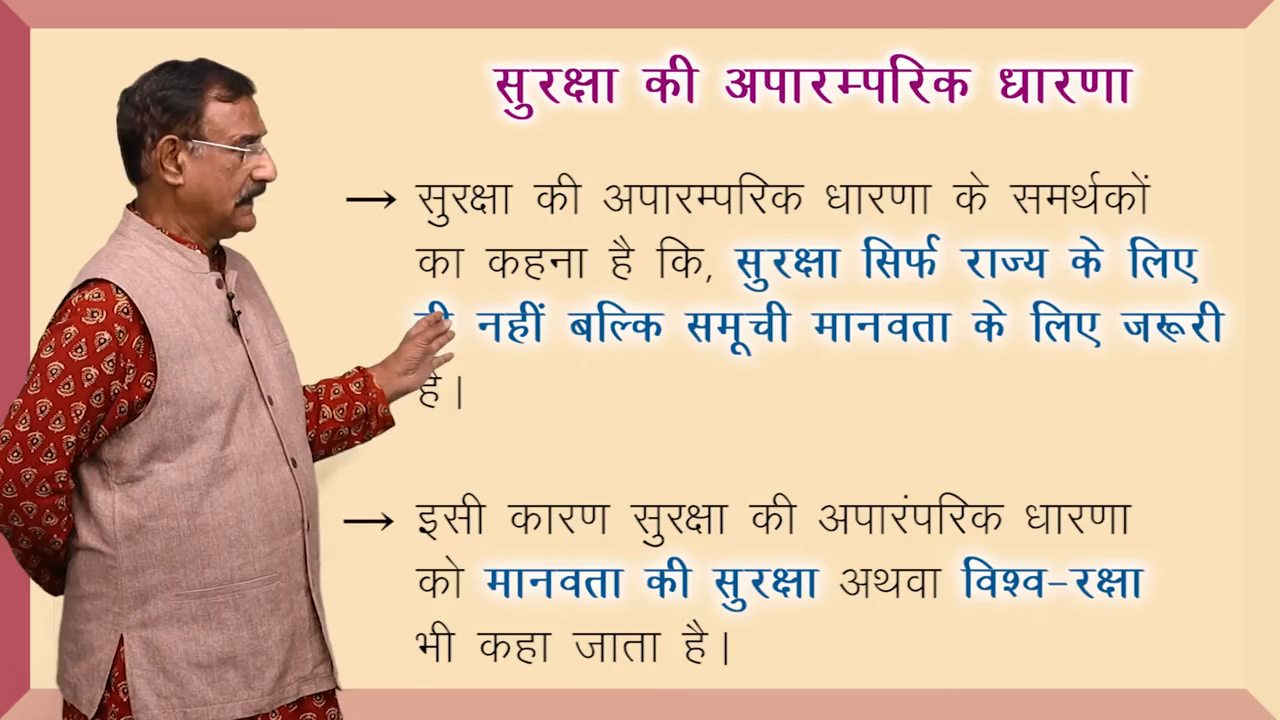 सुरक्षा की अपारम्परिक धारणा
→ सुरक्षा की अपारम्परिक धारणा के समर्थकों
का कहना है कि, सुरक्षा सिर्फ राज्य के लिए
नहीं बल्कि समूची मानवता के लिए जरूरी
है।
→ इसी कारण सुरक्षा की अपारंपरिक धारणा
को मानवता की सुरक्षा अथवा विश्व-रक्षा
भी कहा जाता है।